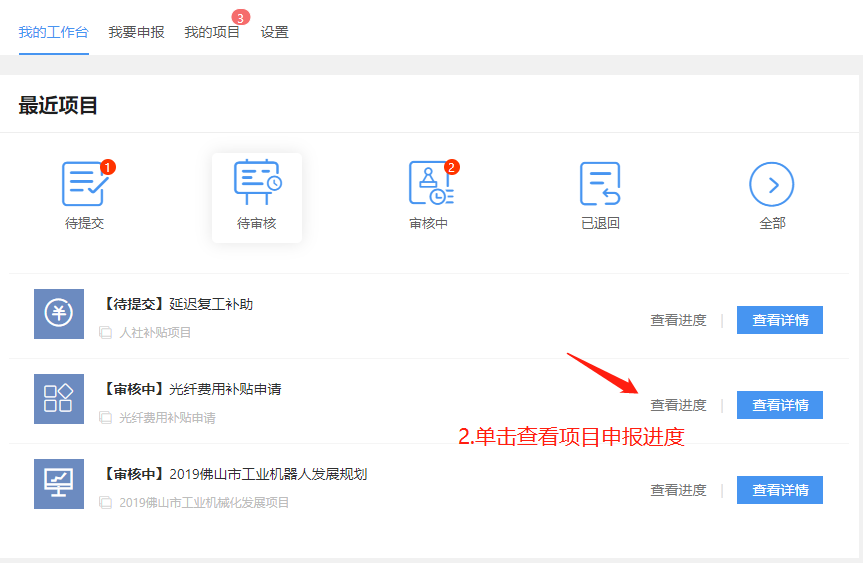 我的工作台 我要申报 我的项目 3 设置
最近项目
1 2
待提交 待审核 审核中 已退回 全部
【待提交】延迟复工补助
人社补贴项目
查看进度 | 查看详情
【审核中】光纤费用补贴申请
光纤费用补贴申请
查看进度 | 查看详情
2.单击查看项目申报进度
【审核中】2019佛山市工业机器人发展规划
2019佛山市工业机械化发展项目
查看进度 | 查看详情